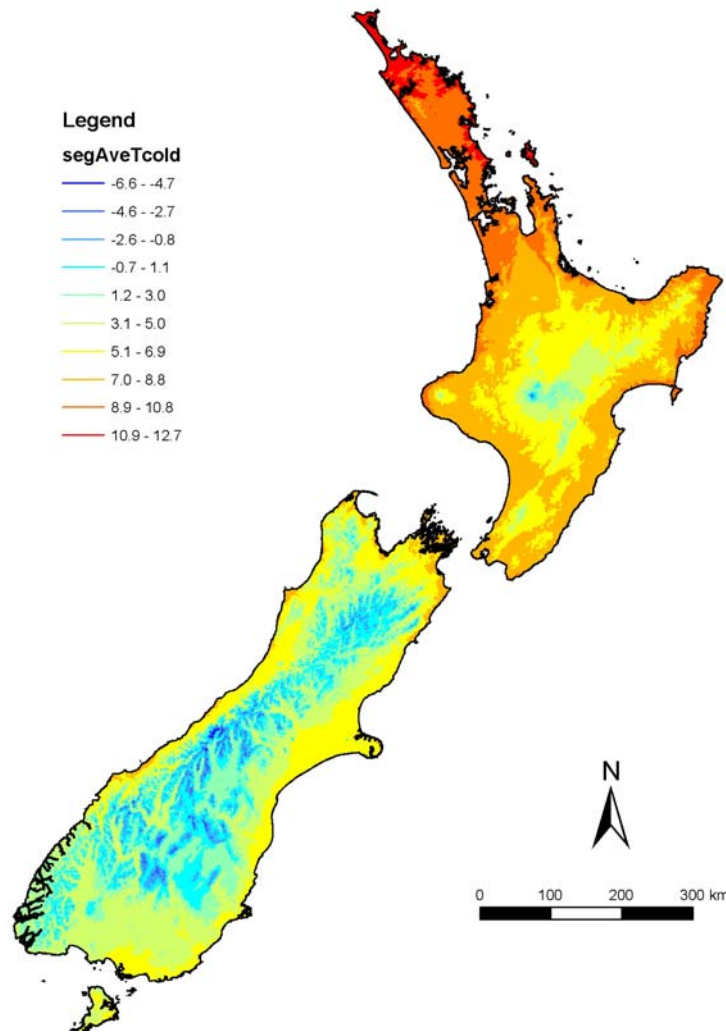 Legend
segAveTcold
-6.6 - -4.7
-4.6 - -2.7
-2.6 - -0.8
-0.7 - 1.1
1.2 - 3.0
3.1 - 5.0
5.1 - 6.9
7.0 - 8.8
8.9 - 10.8
10.9 - 12.7
N
0 100 200 300 km